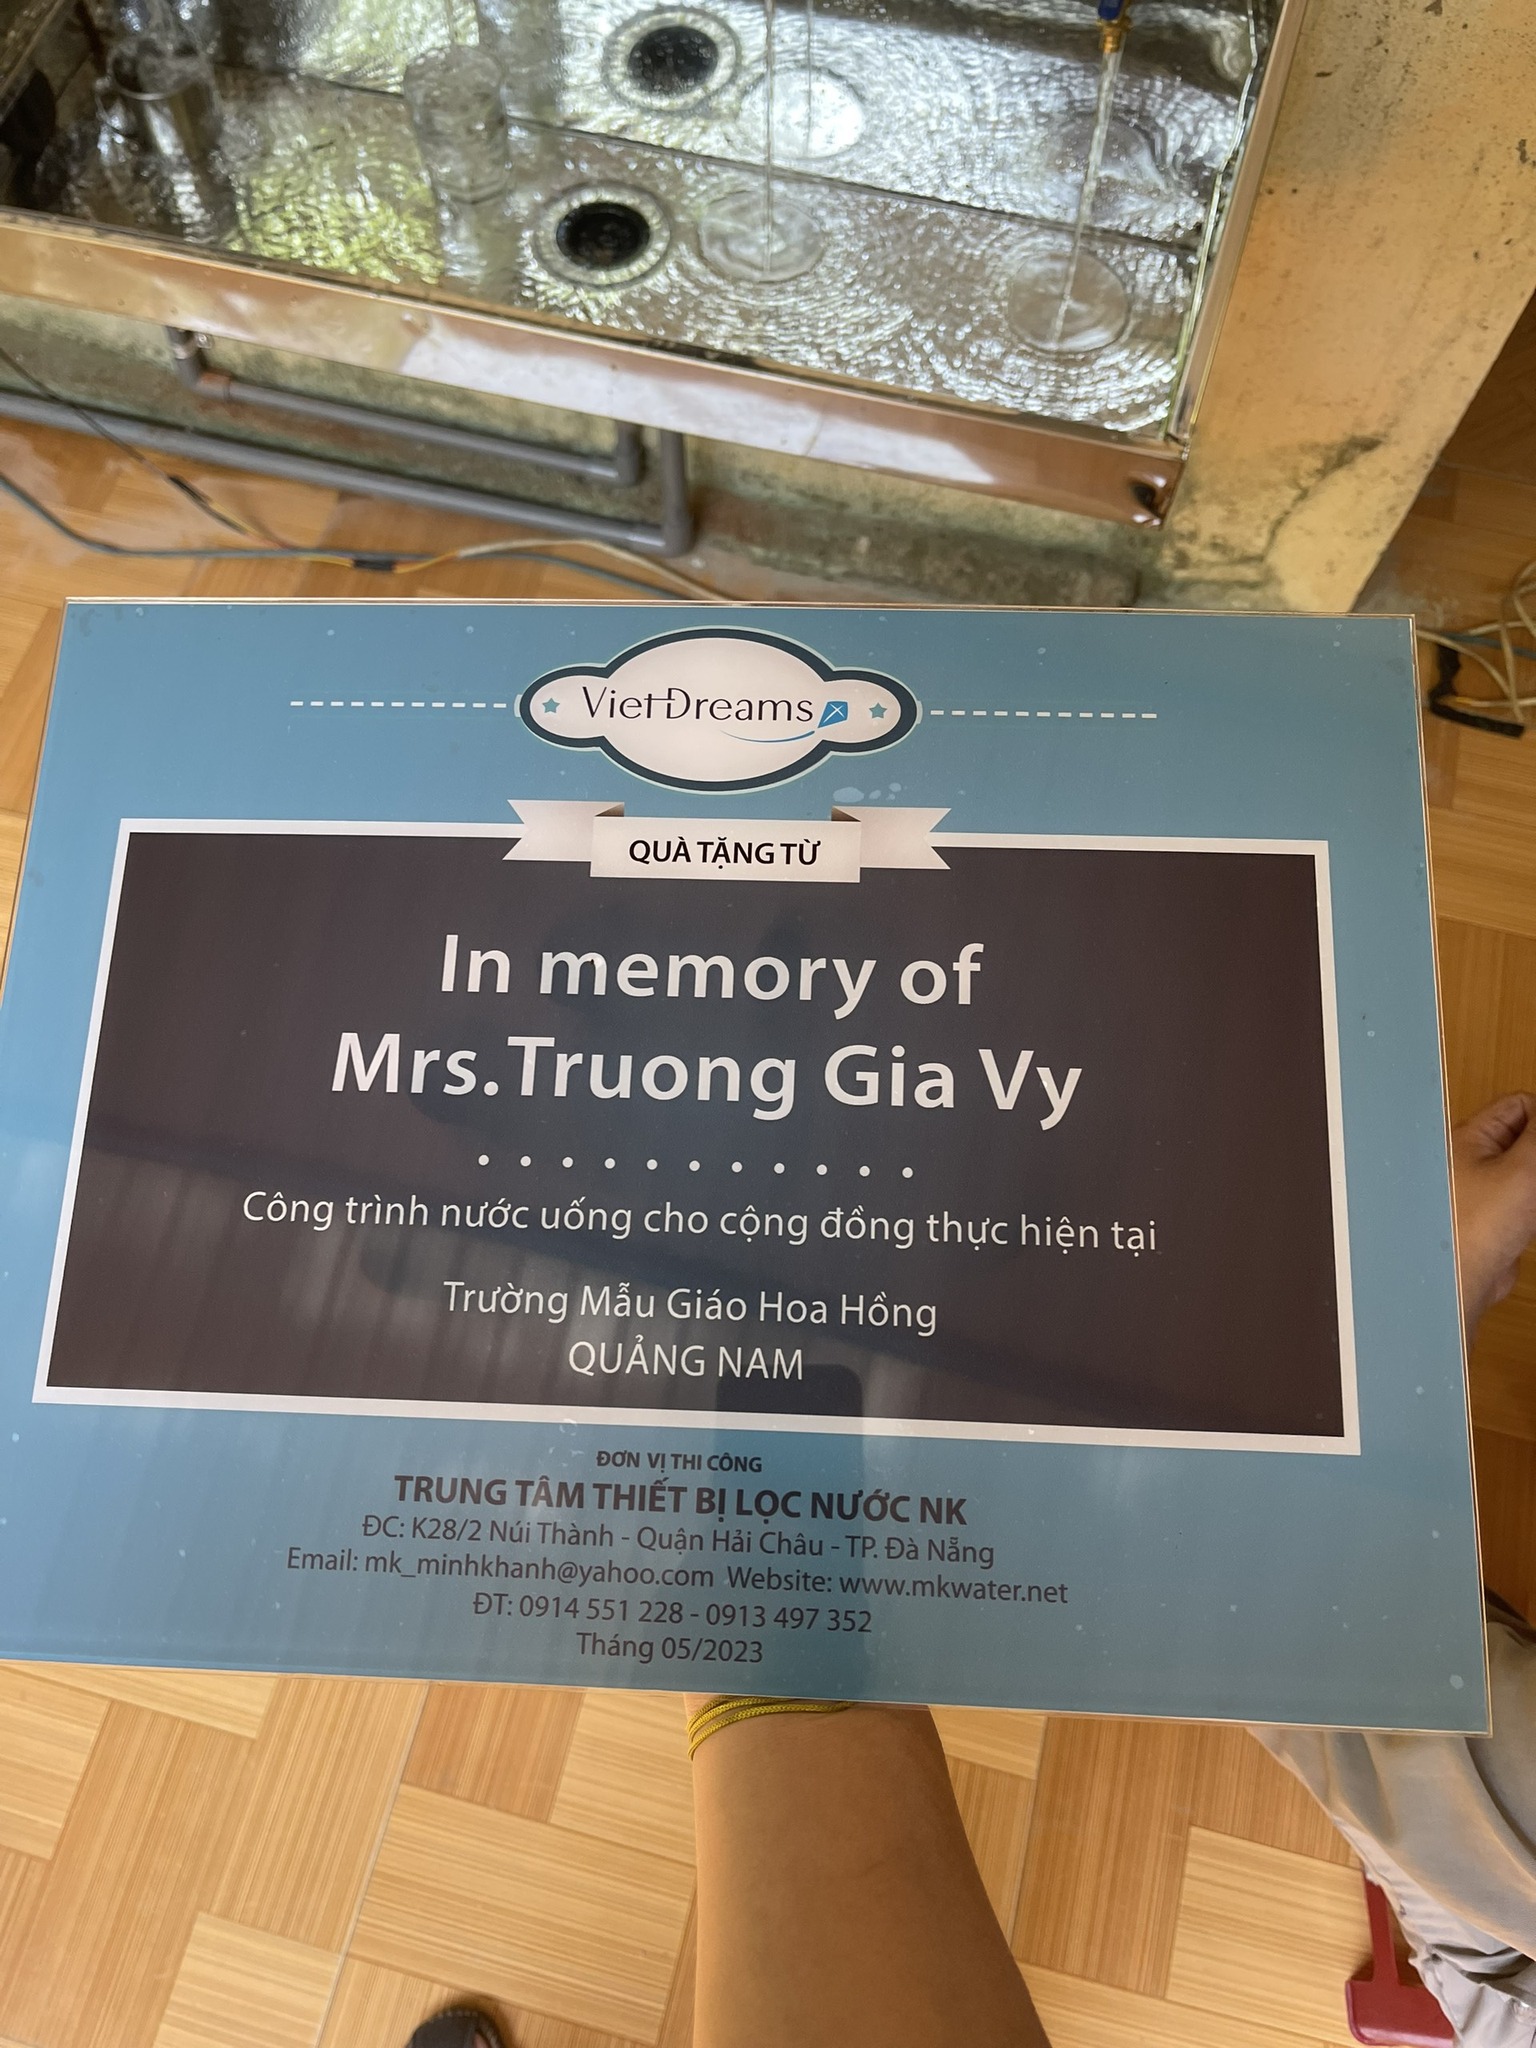 VietDreams
QUÀ TẶNG TỪ
In memory of
Mrs.Truong Gia Vy
Công trình nước uống cho cộng đồng thực hiện tại
Trường Mẫu Giáo Hoa Hồng
QUẢNG NAM
ĐƠN VỊ THI CÔNG
TRUNG TÂM THIẾT BỊ LỌC NƯỚC NK
ĐC: K28/2 Núi Thành - Quận Hải Châu - TP. Đà Nẵng
Email: mk_minhkhanh@yahoo.com Website: www.mkwater.net
ĐT: 0914 551 228 - 0913 497 352
Tháng 05/2023